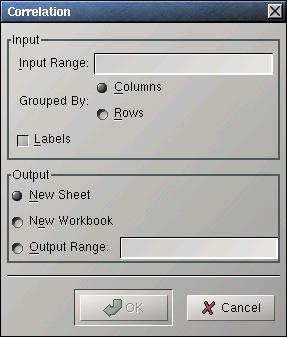 Correlation
Input
Input Range:
Columns
Grouped By:
Rows
Labels
Output
New Sheet
New Workbook
Output Range:
OK
Cancel